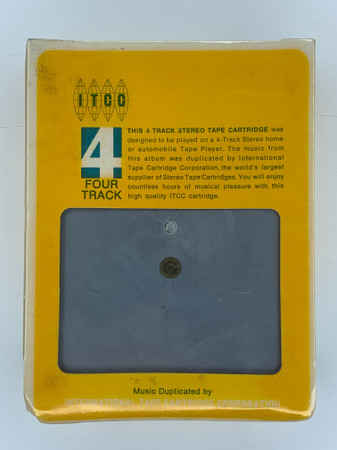 ITCC
4
FOUR
TRACK
THIS 4 TRACK STEREO TAPE CARTRIDGE was
designed to be played on a 4-Track Stereo home
or automobile Tape Player. The music from
this album was duplicated by International
Tape Cartridge Corporation, the world's largest
supplier of Stereo Tape Cartridges. You will enjoy
countless hours of musical pleasure with this
high quality ITCC cartridge.
Music Duplicated by
INTERNATIONAL TAPE CARTRIDGE CORPORATION